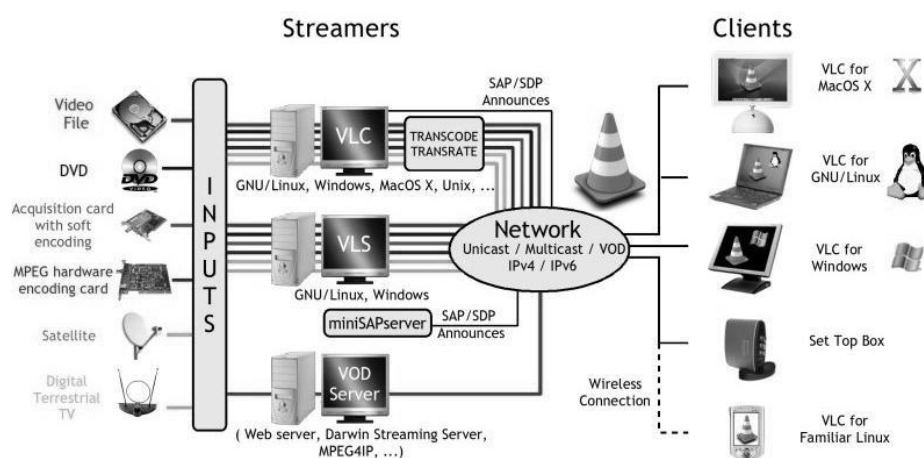 Streamers
Clients
Video
File
DVD
DVD
VIDEO
Acquisition card
with soft
encoding
MPEG hardware
encoding card
Satellite
Digital
Terrestrial
TV
INPUTS
VLC
TRANSCODE
TRANSRATE
SAP/SDP
Announces
GNU/Linux, Windows, MacOS X, Unix, ...
VLS
GNU/Linux, Windows
Network
Unicast / Multicast / VOD
IPv4 / IPv6
miniSAPserver
SAP/SDP
Announces
VOD
Server
( Web server, Darwin Streaming Server,
MPEG4IP, ...)
Wireless
Connection
VLC for
MacOS X
X
VLC for
GNU/Linux
VLC for
Windows
Set Top Box
VLC for
Familiar Linux